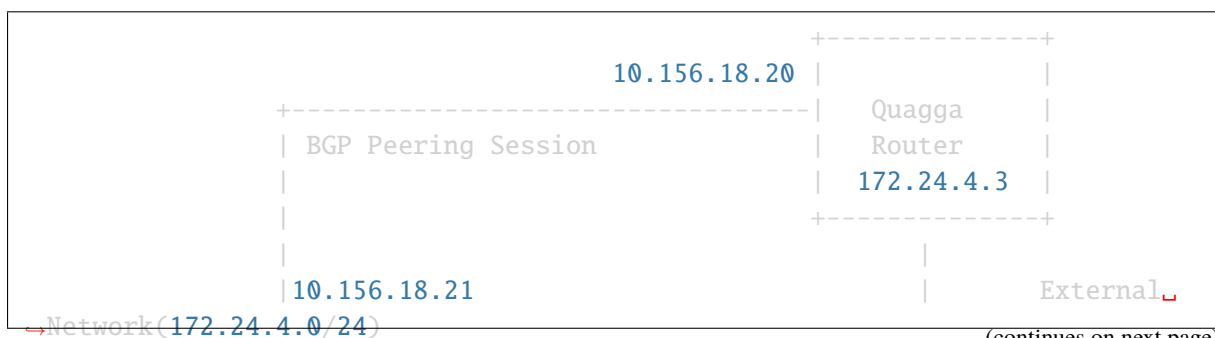 +--------------+
10.156.18.20 |              |
+----------------------------------|   Quagga     |
| BGP Peering Session              |   Router     |
|                                  |  172.24.4.3  |
|                                  +--------------+
|                                         |
|10.156.18.21                             |       External␣
↪Network(172.24.4.0/24)
(continues on next page)